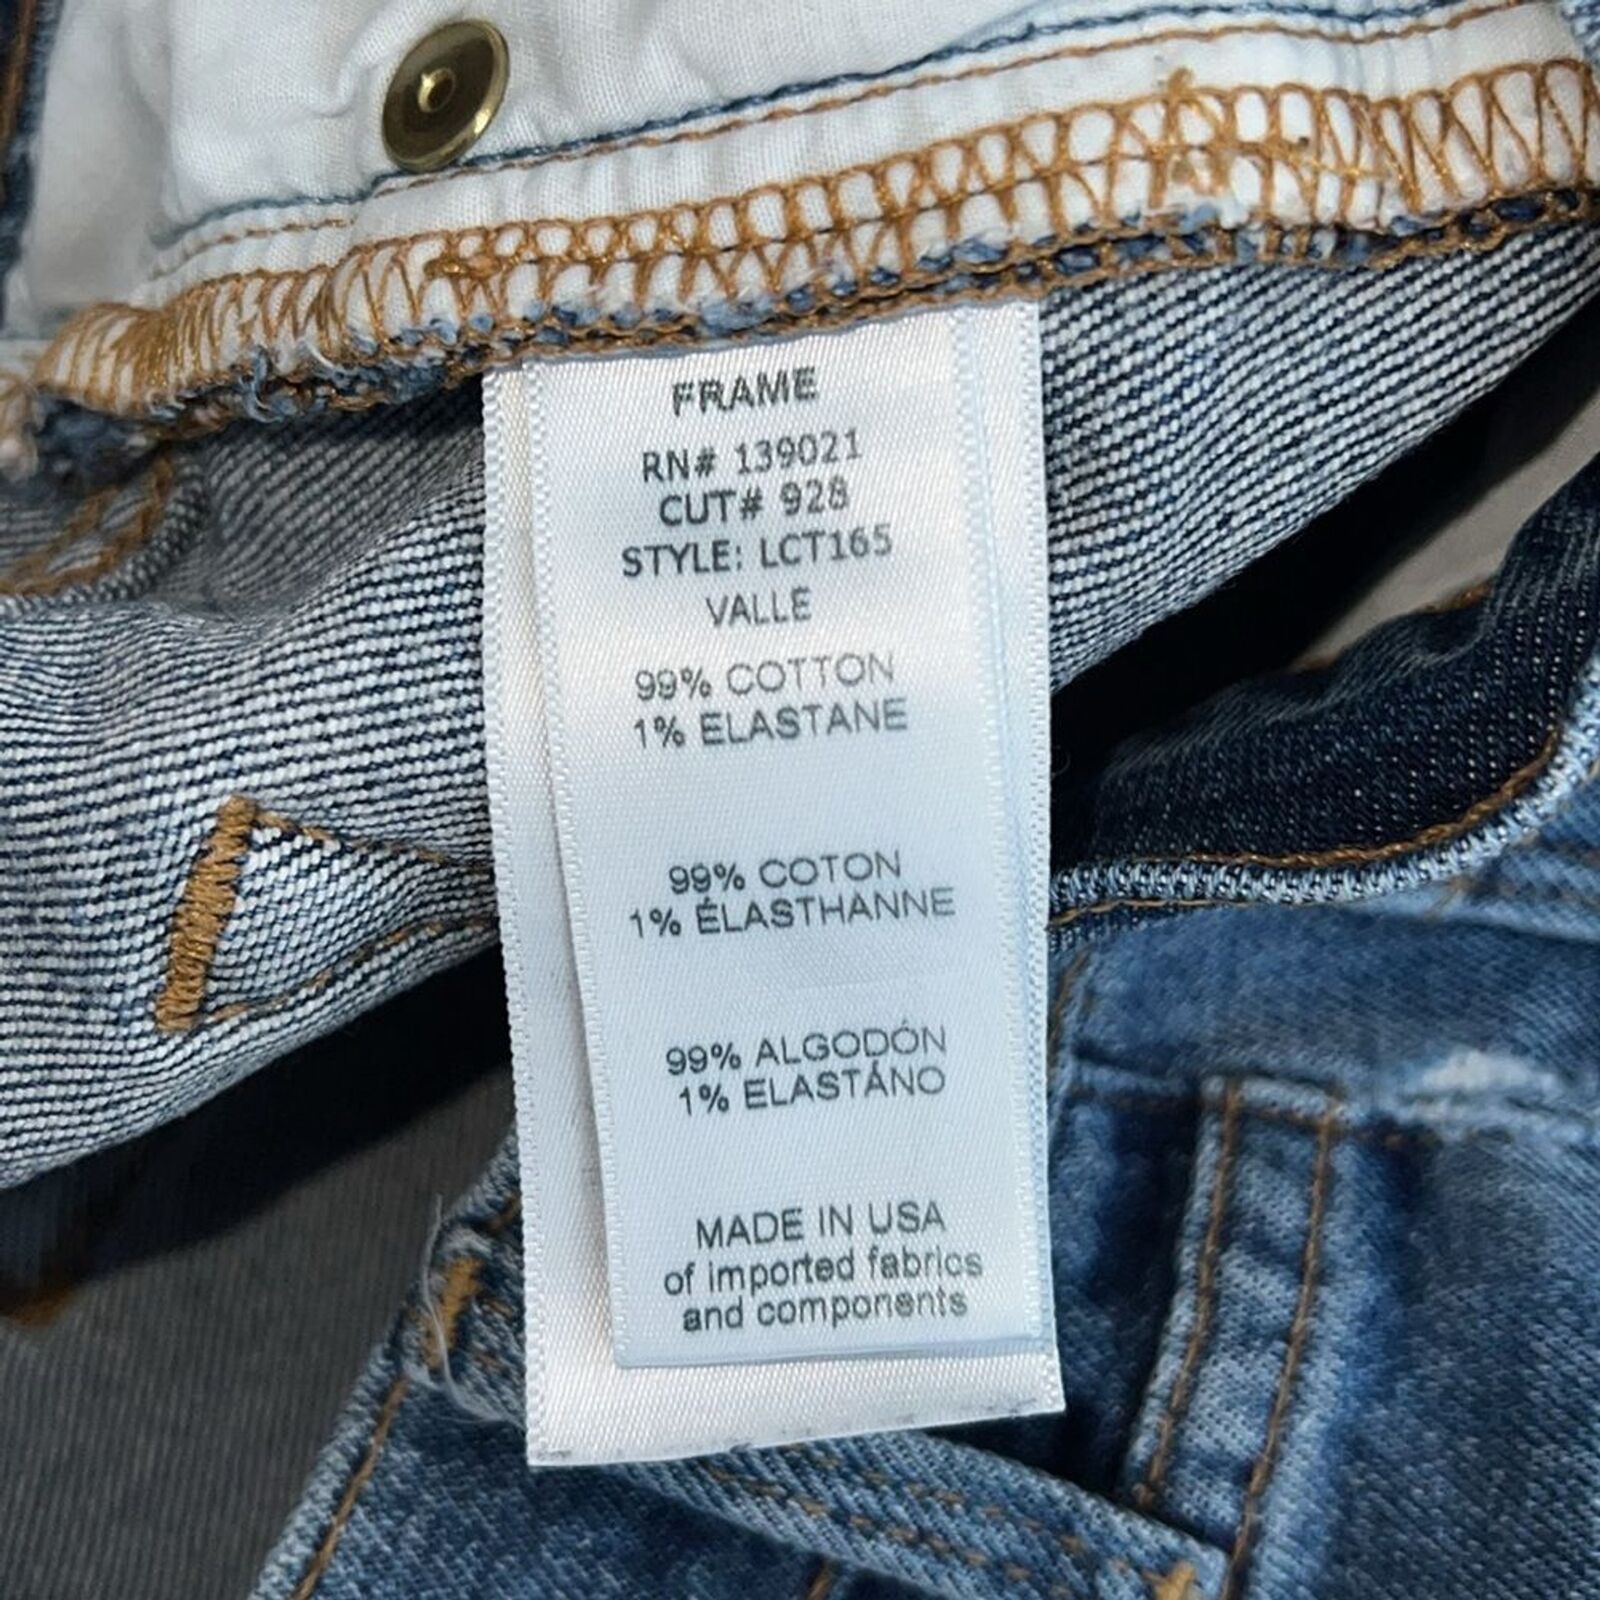 FRAME
RN# 139021
CUT# 928
STYLE: LCT165
VALLE
99% COTTON
1% ELASTANE
99% COTON
1% ÉLASTHANNE
99% ALGODÓN
1% ELASTÁNO
MADE IN USA
of imported fabrics
and components